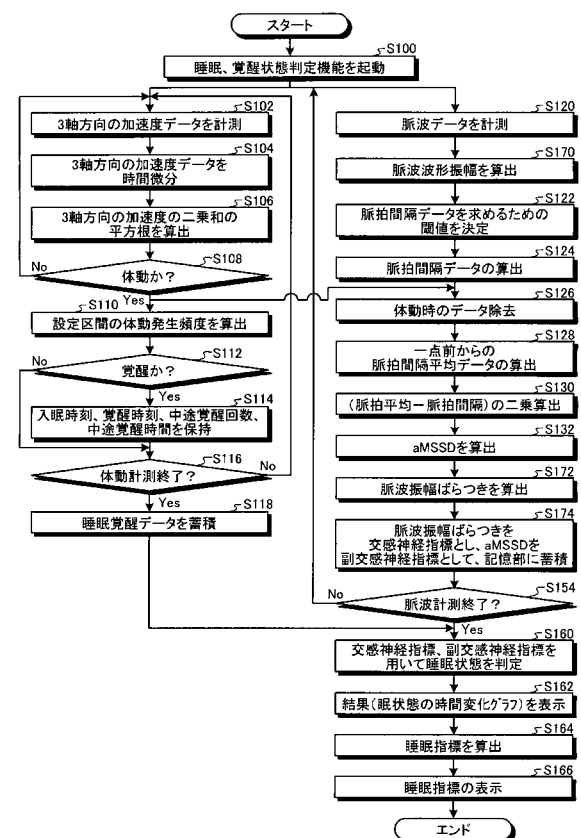 スタート
S100
睡眠、覚醒状態判定機能を起動
S102
3軸方向の加速度データを計測
S104
3軸方向の加速度データを
時間微分
S106
3軸方向の加速度の二乗和の
平方根を算出
S108
体動か?
No
Yes
S110
設定区間の体動発生頻度を算出
S112
覚醒か?
No
Yes
S114
入眠時刻、覚醒時刻、中途覚醒回数、
中途覚醒時間を保持
S116
体動計測終了?
No
Yes
S118
睡眠覚醒データを蓄積
S120
脈波データを計測
S170
脈波波形振幅を算出
S122
脈拍間隔データを求めるための
閾値を決定
S124
脈拍間隔データの算出
S126
体動時のデータ除去
S128
一点前からの
脈拍間隔平均データの算出
S130
(脈拍平均－脈拍間隔)の二乗算出
S132
aMSSDを算出
S172
脈波振幅ばらつきを算出
S174
脈波振幅ばらつきを
交感神経指標とし、aMSSDを
副交感神経指標として、記憶部に蓄積
S154
脈波計測終了?
No
Yes
S160
交感神経指標、副交感神経指標を
用いて睡眠状態を判定
S162
結果(眠状態の時間変化グラフ)を表示
S164
睡眠指標を算出
S166
睡眠指標の表示
エンド